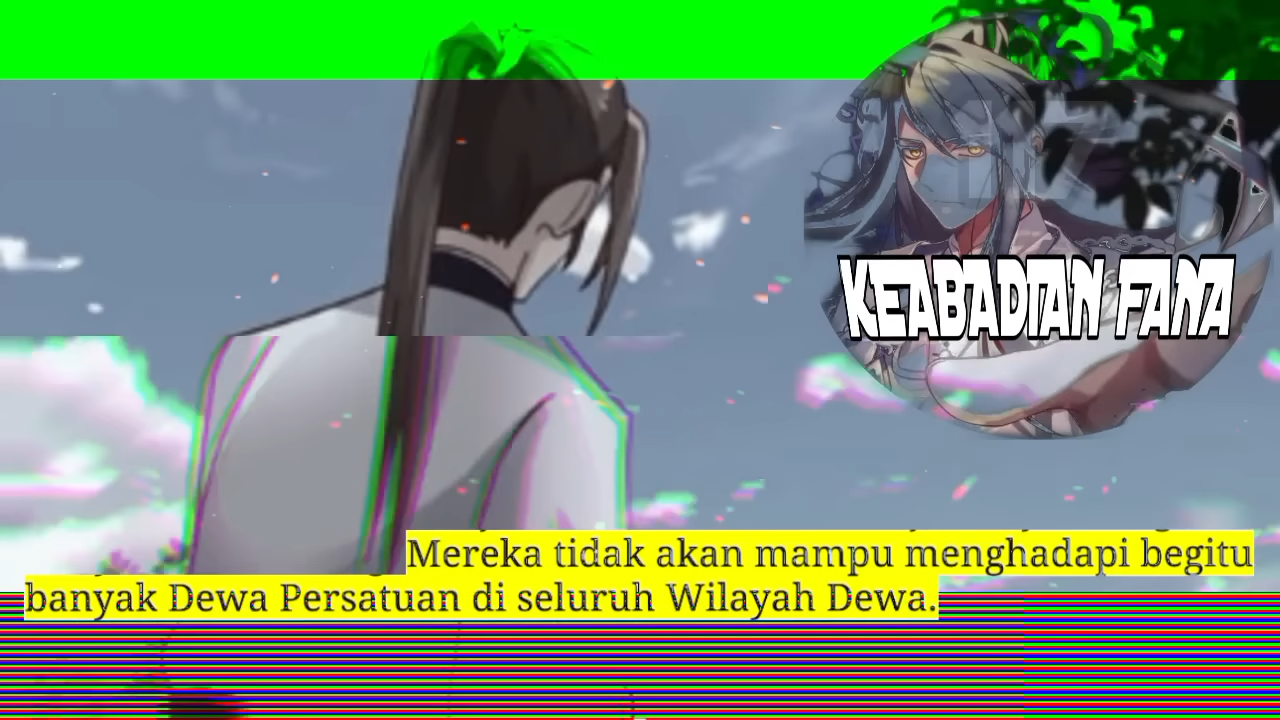 KEABADIAN FANA
Mereka tidak akan mampu menghadapi begitu
banyak Dewa Persatuan di seluruh Wilayah Dewa.